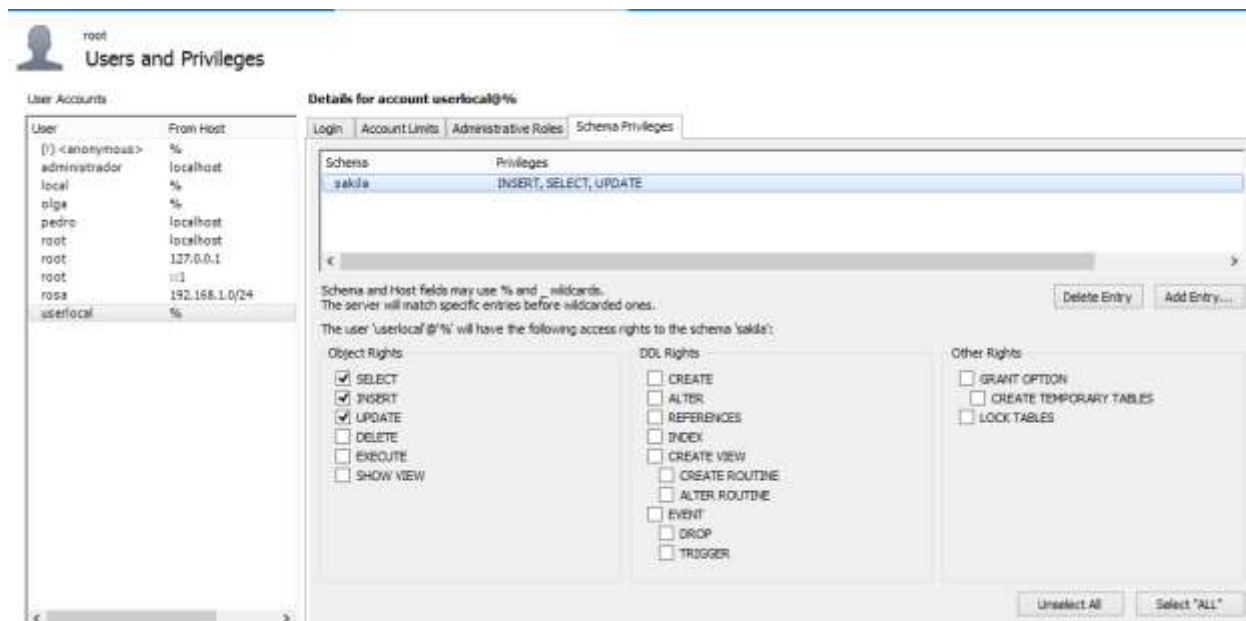 root
Users and Privileges
User Accounts
User From Host
(!) <anonymous> %
administrador localhost
local %
olga %
pedro localhost
root localhost
root 127.0.0.1
root ::1
rosa 192.168.1.0/24
userlocal %
Details for account userlocal@%
Login Account Limits Administrative Roles Schema Privileges
Schema Privileges
sakila INSERT, SELECT, UPDATE
Schema and Host fields may use % and _ wildcards.
The server will match specific entries before wildcarded ones.
Delete Entry Add Entry...
The user 'userlocal'@'%' will have the following access rights to the schema 'sakila':
Object Rights
SELECT
INSERT
UPDATE
DELETE
EXECUTE
SHOW VIEW
DDL Rights
CREATE
ALTER
REFERENCES
INDEX
CREATE VIEW
CREATE ROUTINE
ALTER ROUTINE
EVENT
DROP
TRIGGER
Other Rights
GRANT OPTION
CREATE TEMPORARY TABLES
LOCK TABLES
Unselect All Select "ALL"